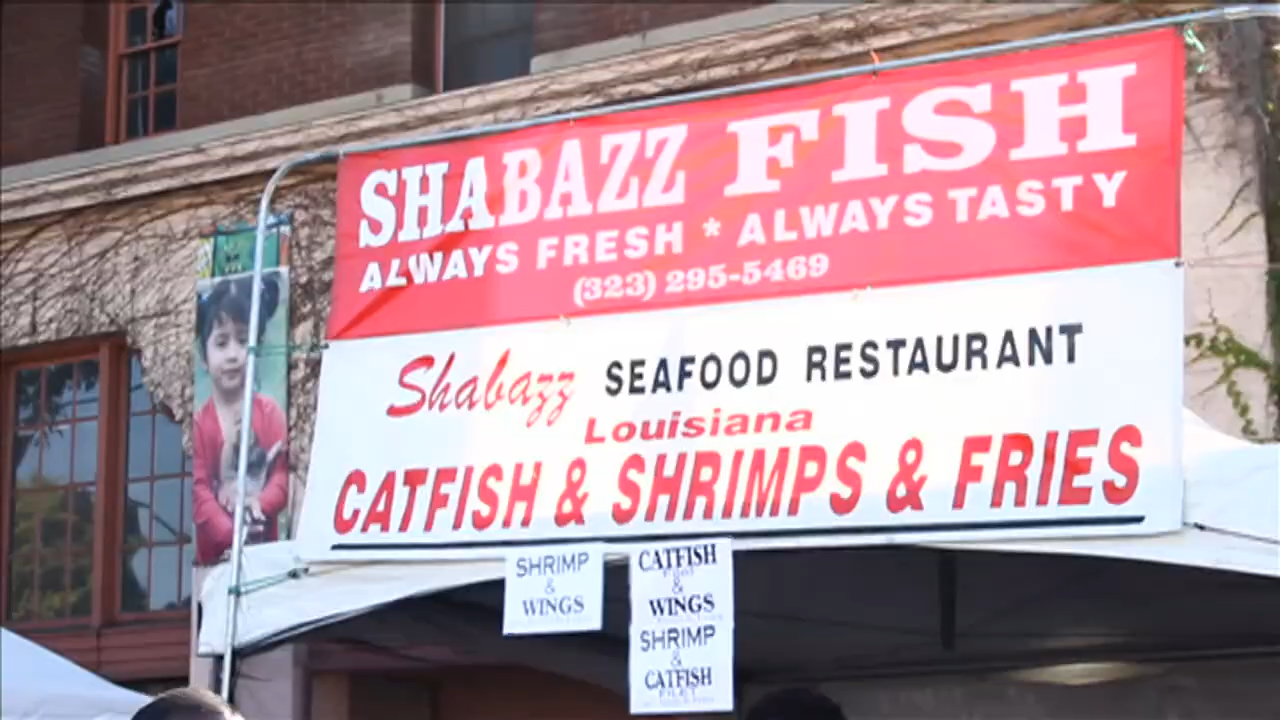 SHABAZZ FISH
ALWAYS FRESH * ALWAYS TASTY
(323) 295-5469
Shabazz SEAFOOD RESTAURANT
Louisiana
CATFISH & SHRIMPS & FRIES
SHRIMP
&
WINGS
CATFISH
&
WINGS
SHRIMP
&
CATFISH
FILET